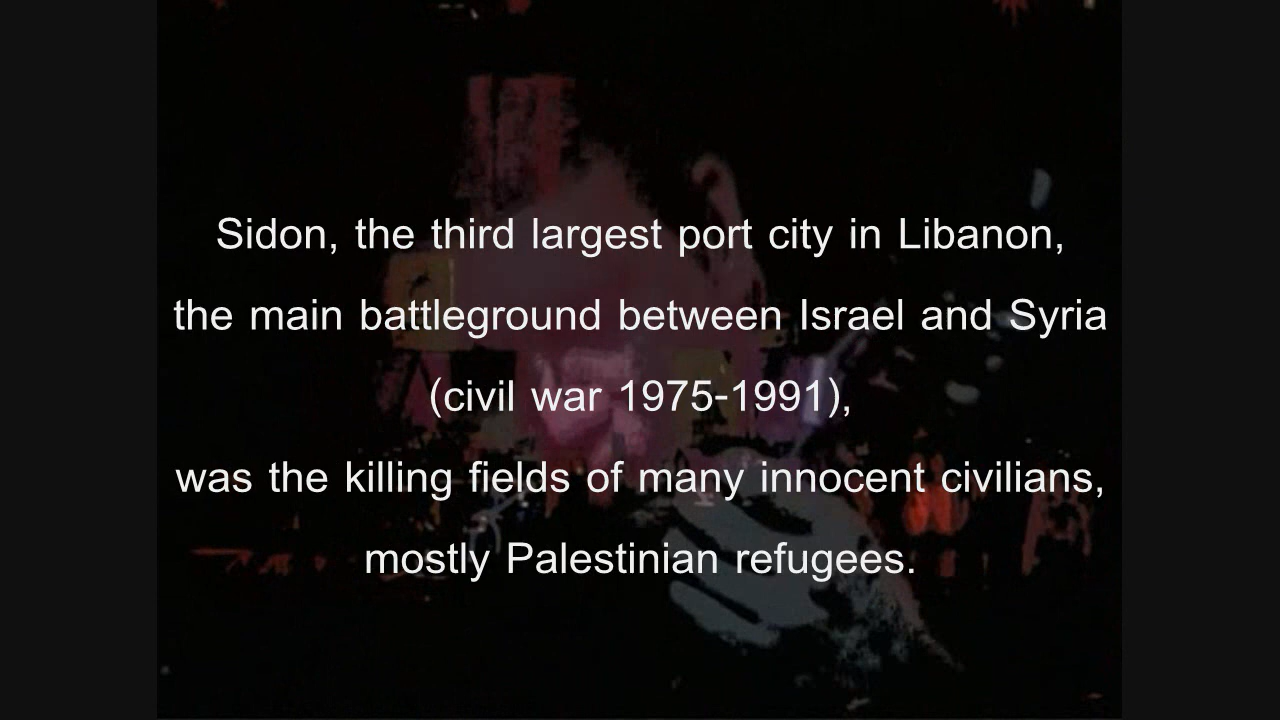 Sidon, the third largest port city in Libanon,
the main battleground between Israel and Syria
(civil war 1975-1991),
was the killing fields of many innocent civilians,
mostly Palestinian refugees.